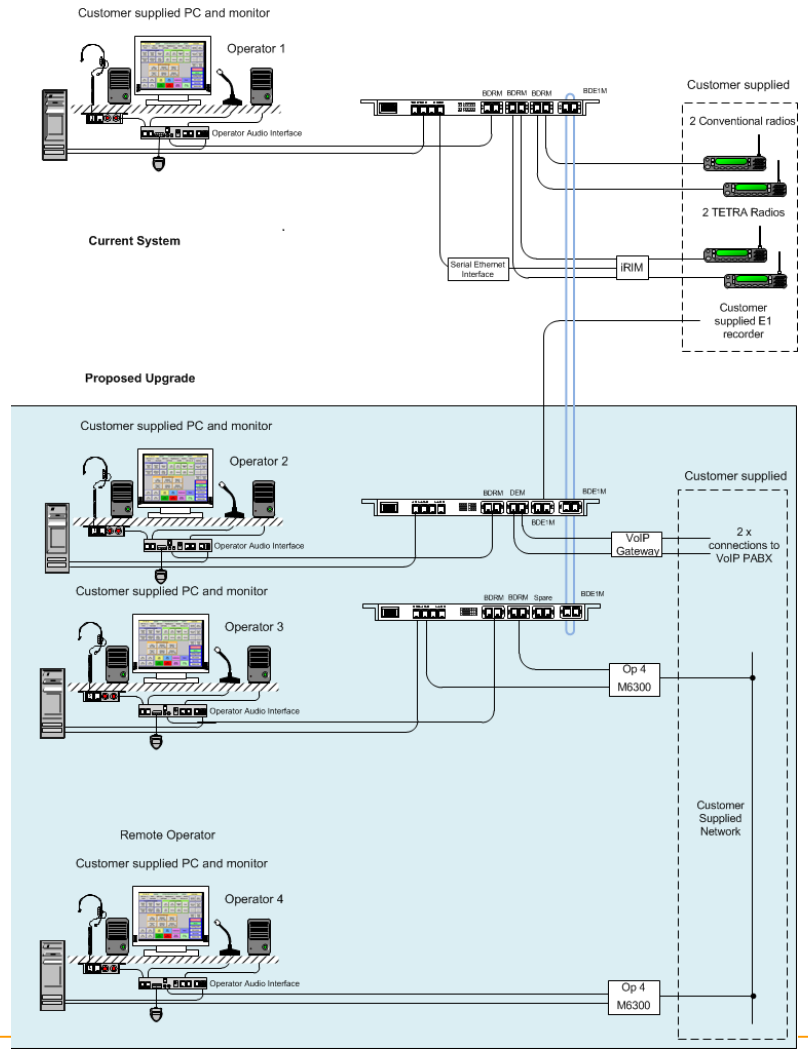 Customer supplied PC and monitor
Operator 1
BDRM BDRM BDRM
BDE1M
Customer supplied
2 Conventional radios
Operator Audio Interface
2 TETRA Radios
Current System
Serial Ethernet
Interface
iRIM
Customer
supplied E1
recorder
Proposed Upgrade
Customer supplied PC and monitor
Operator 2
Customer supplied
BDRM DEM
BDE1M
BDE1M
VoIP
Gateway
2 x
connections to
VoIP PABX
Operator Audio Interface
Customer supplied PC and monitor
Operator 3
BDRM BDRM Spare
BDE1M
Op 4
M6300
Operator Audio Interface
Customer
Supplied
Network
Remote Operator
Customer supplied PC and monitor
Operator 4
Operator Audio Interface
Op 4
M6300